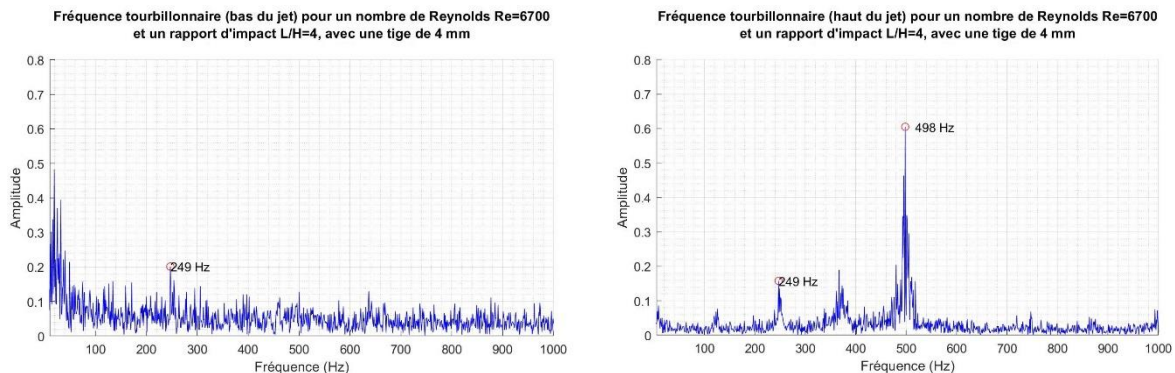 Fréquence tourbillonnaire (bas du jet) pour un nombre de Reynolds Re=6700
et un rapport d'impact L/H=4, avec une tige de 4 mm
0.8
0.7
0.6
0.5
0.4
0.3
0.2
0.1
0
Amplitude
249 Hz
100 200 300 400 500 600 700 800 900 1000
Fréquence (Hz)
Fréquence tourbillonnaire (haut du jet) pour un nombre de Reynolds Re=6700
et un rapport d'impact L/H=4, avec une tige de 4 mm
0.8
0.7
0.6
0.5
0.4
0.3
0.2
0.1
0
Amplitude
498 Hz
249 Hz
100 200 300 400 500 600 700 800 900 1000
Fréquence (Hz)